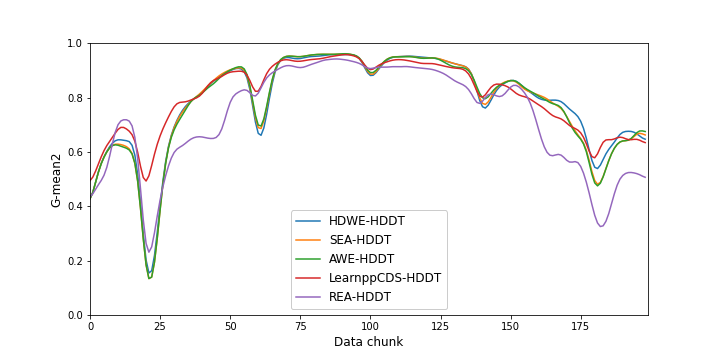 1.0
0.8
0.6
0.4
0.2
0.0
G-mean2
HDWE-HDDT
SEA-HDDT
AWE-HDDT
LearnppCDS-HDDT
REA-HDDT
0 25 50 75 100 125 150 175
Data chunk